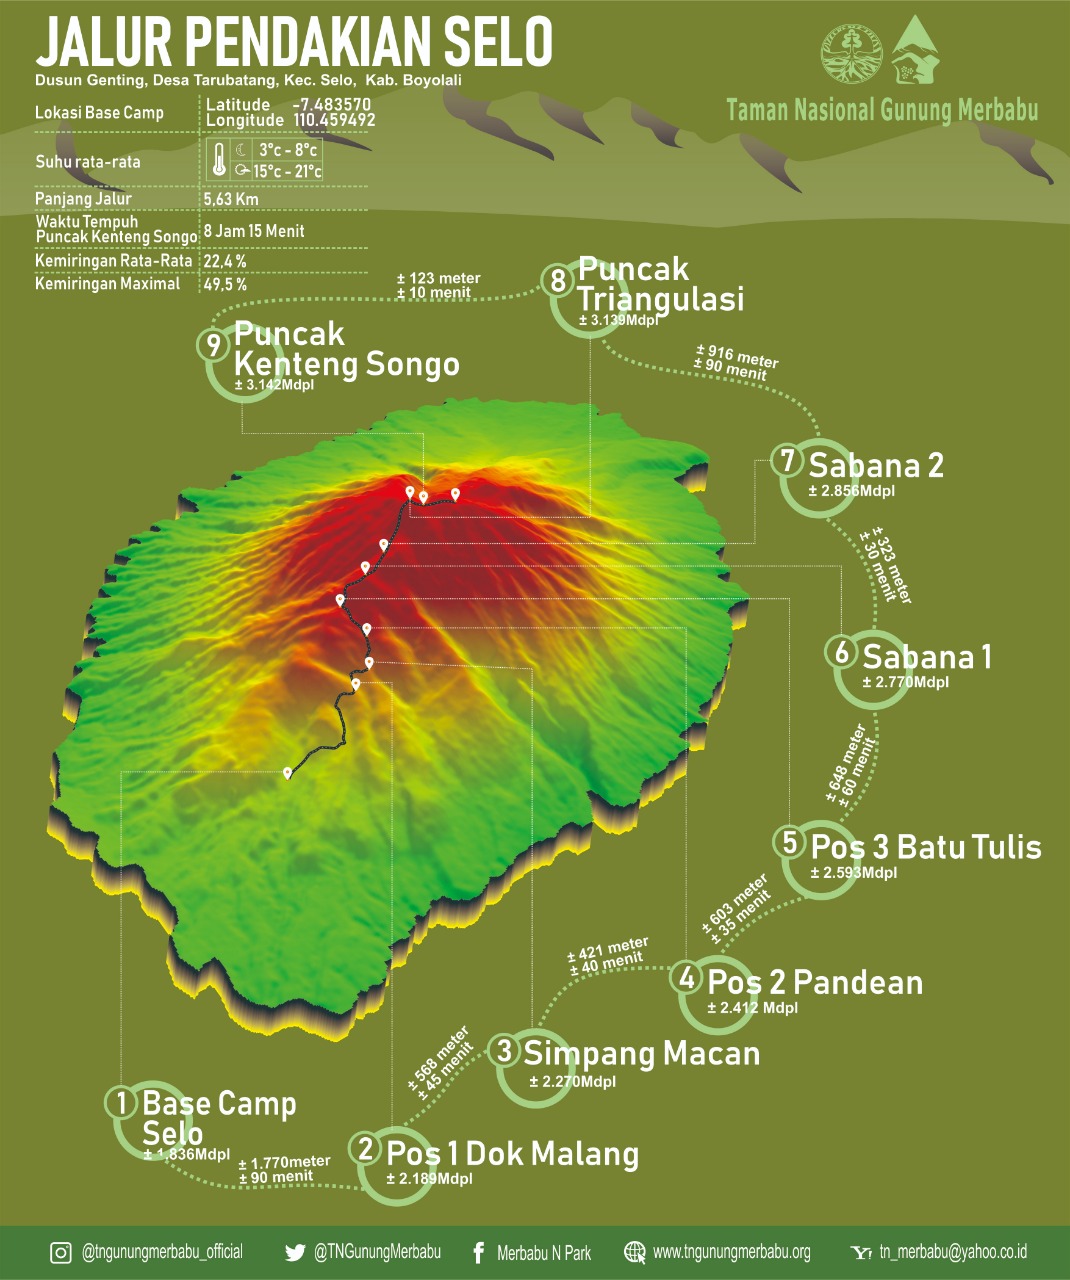 JALUR PENDAKIAN SELO
Dusun Genting, Desa Tarubatang, Kec. Selo, Kab. Boyolali
Taman Nasional Gunung Merbabu
Lokasi Base Camp
Latitude -7.483570
Longitude 110.459492
Suhu rata-rata
3°c - 8°c
15°c - 21°c
Panjang Jalur 5,63 Km
Waktu Tempuh
Puncak Kenteng Songo
8 Jam 15 Menit
Kemiringan Rata-Rata 22,4 %
Kemiringan Maximal 49,5 %
± 123 meter
± 10 menit
8 Puncak
Triangulasi
± 3.139Mdpl
9 Puncak
Kenteng Songo
± 3.142Mdpl
± 916 meter
± 90 menit
7 Sabana 2
± 2.856Mdpl
± 323 meter
± 30 menit
6 Sabana 1
± 2.770Mdpl
± 648 meter
± 60 menit
5 Pos 3 Batu Tulis
± 2.593Mdpl
± 603 meter
± 35 menit
4 Pos 2 Pandean
± 2.412 Mdpl
± 421 meter
± 40 menit
3 Simpang Macan
± 2.270Mdpl
± 568 meter
± 45 menit
1 Base Camp
Selo
± 1.836Mdpl
± 1.770meter
± 90 menit
2 Pos 1 Dok Malang
± 2.189Mdpl
@tngunungmerbabu_official
@TNGunungMerbabu
Merbabu N Park
www.tngunungmerbabu.org
Y! tn_merbabu@yahoo.co.id